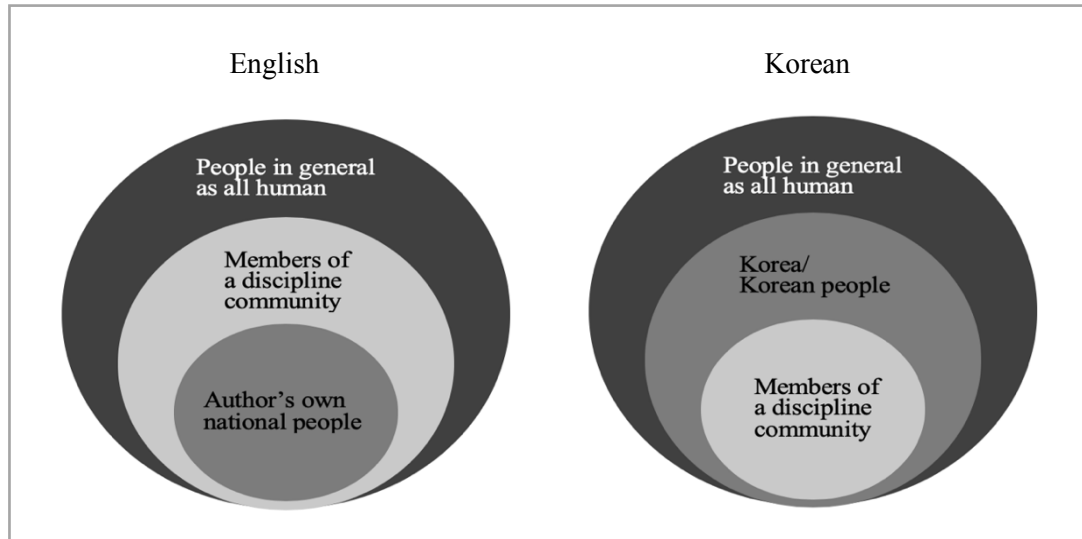 English
People in general
as all human
Members of
a discipline
community
Author's own
national people
Korean
People in general
as all human
Korea/
Korean people
Members of
a discipline
community